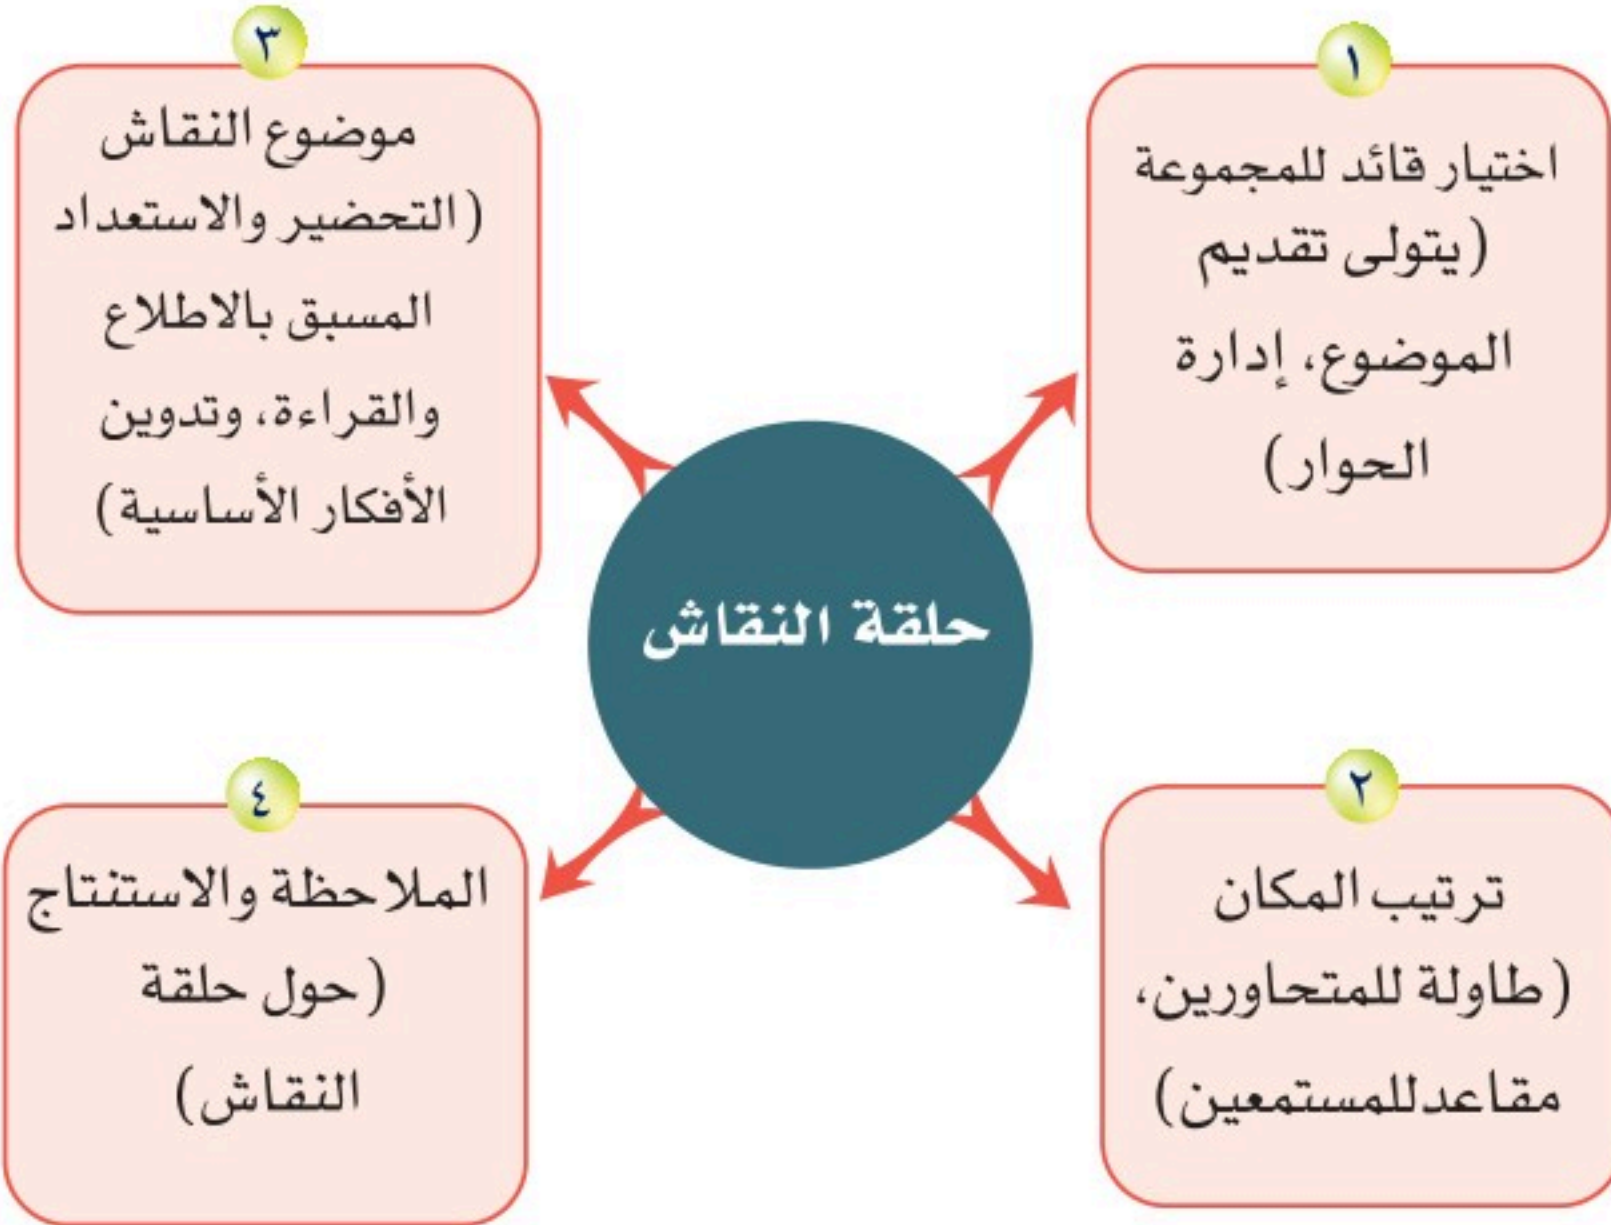 حلقة النقاش
١
اختيار قائد للمجموعة
(يتولى تقديم
الموضوع، إدارة
الحوار)
٢
ترتيب المكان
(طاولة للمتحاورين،
مقاعدللمستمعين)
٣
موضوع النقاش
(التحضير والاستعداد
المسبق بالاطلاع
والقراءة، وتدوين
الأفكار الأساسية)
٤
الملاحظة والاستنتاج
(حول حلقة
النقاش)